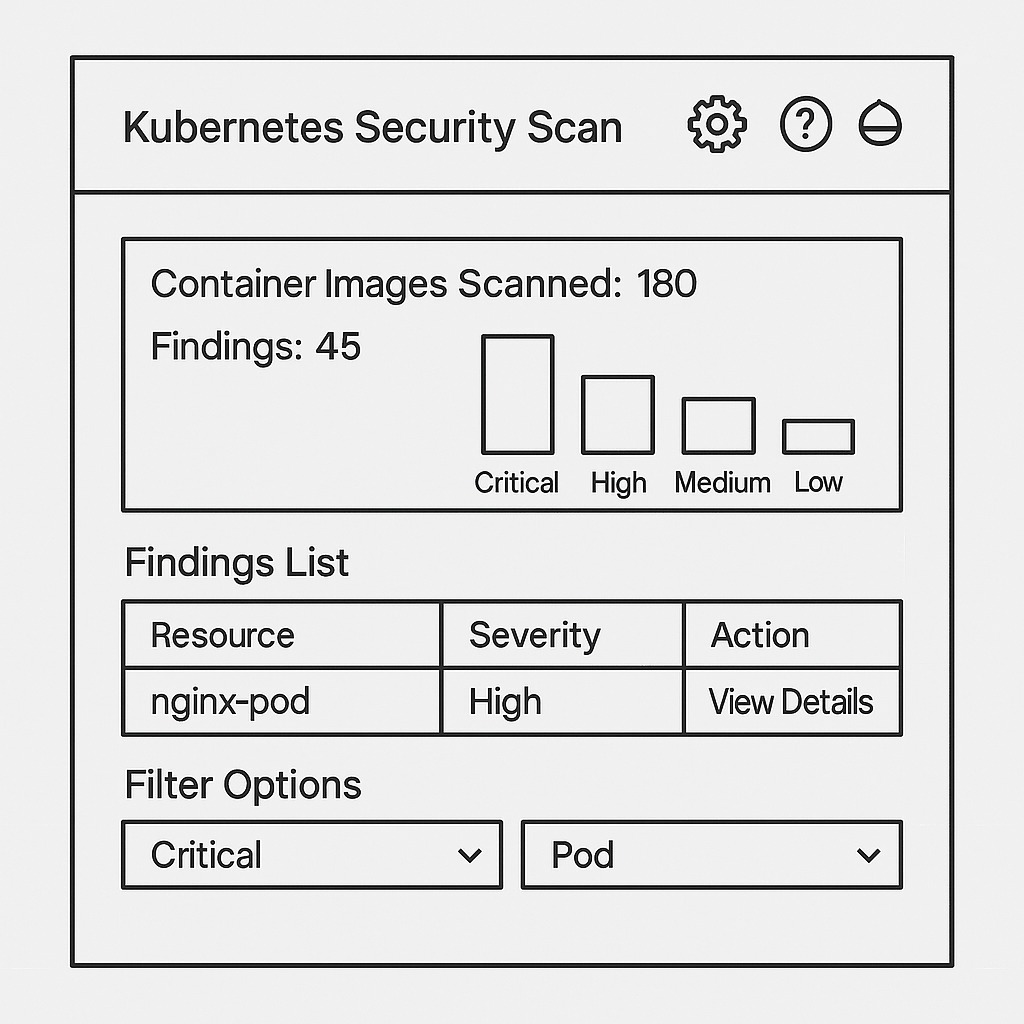 Kubernetes Security Scan
?
Container Images Scanned: 180
Findings: 45
Critical High Medium Low
Findings List
Resource Severity Action
nginx-pod High View Details
Filter Options
Critical Pod